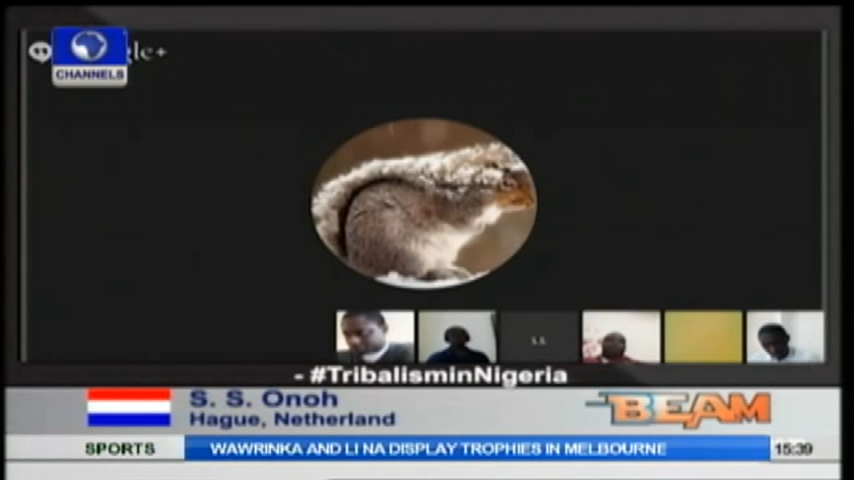 CHANNELS
- #TribalisminNigeria
S. S. Onoh
Hague, Netherland
BEAM
SPORTS
WAWRINKA AND LI NA DISPLAY TROPHIES IN MELBOURNE
15:39